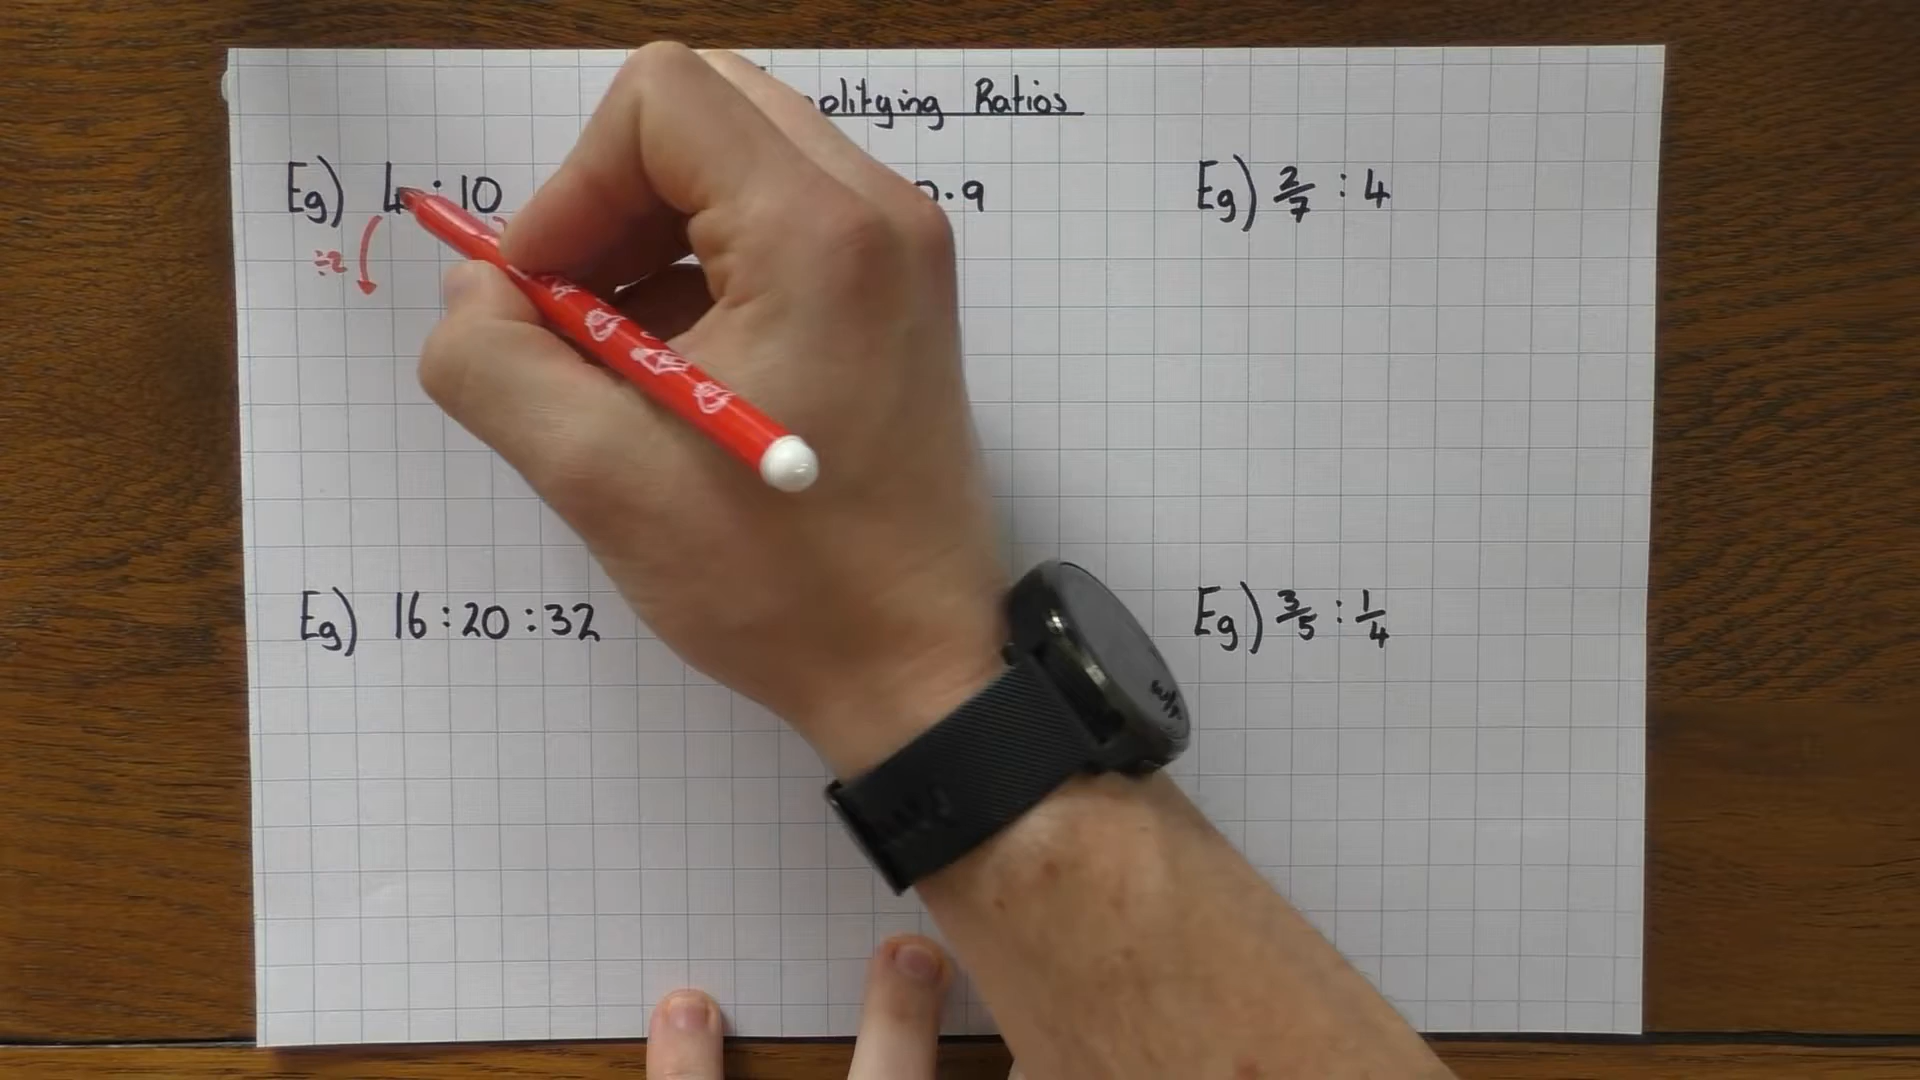 Ratios
Eg) 4:10
÷2
0.9
Eg) 2/7 : 4
Eg) 16:20:32
Eg) 3/5 : 1/4